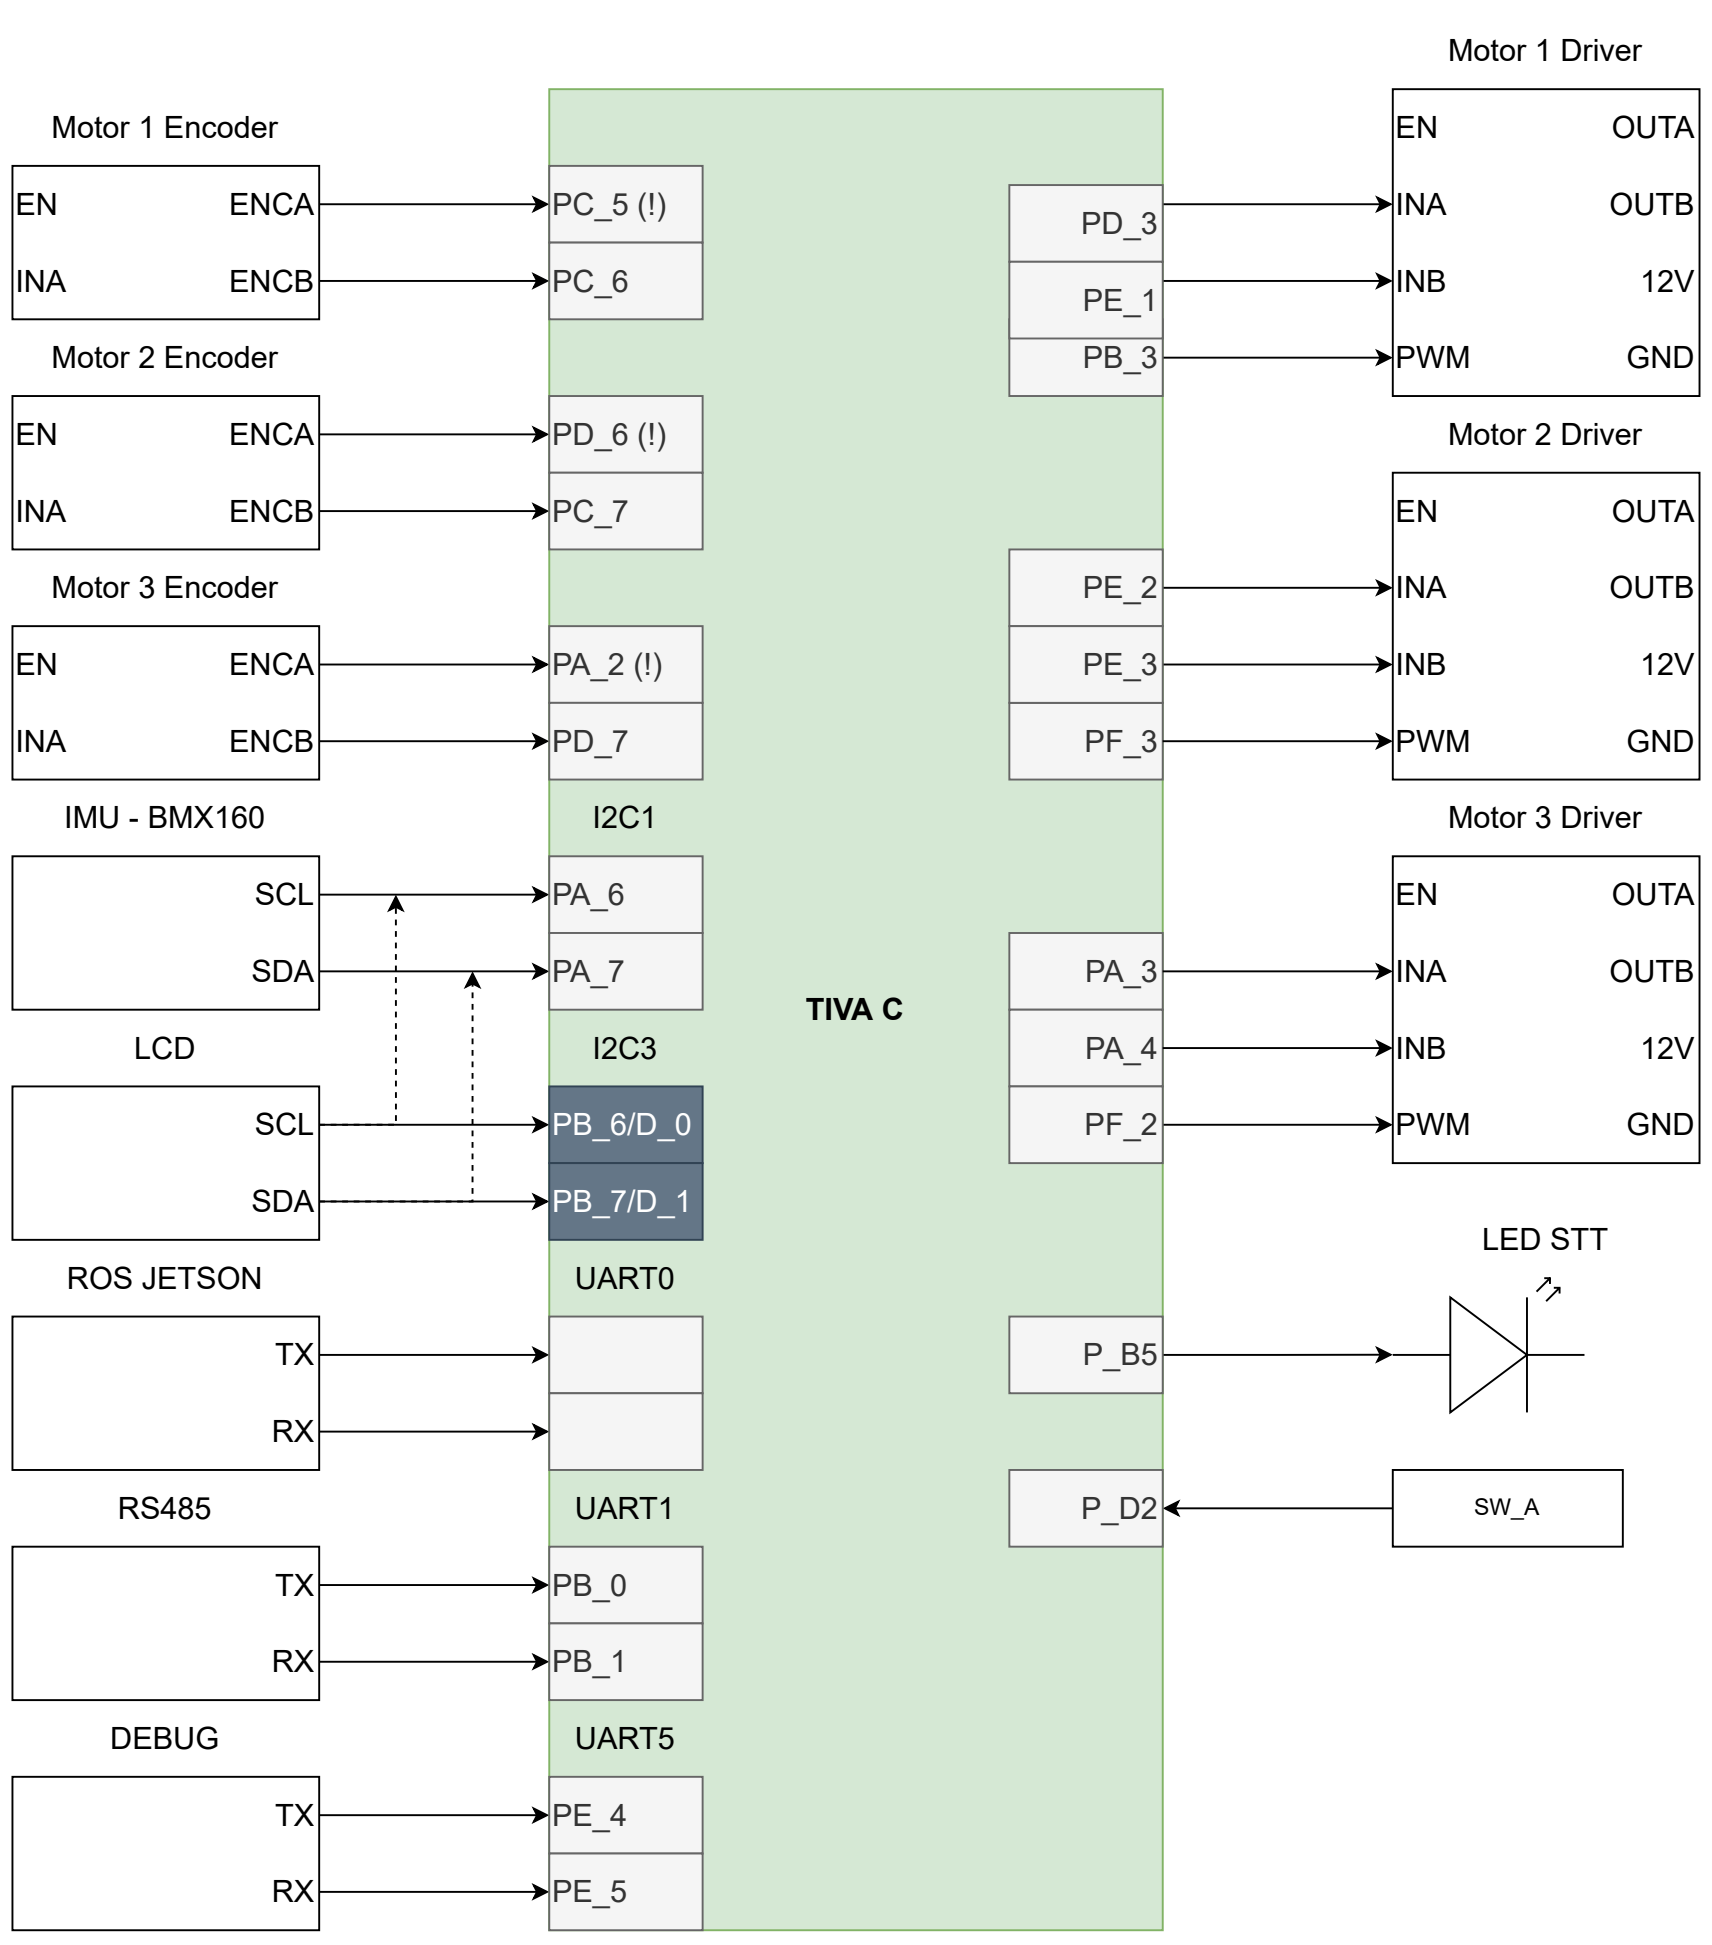 Motor 1 Encoder
EN ENCA
INA ENCB
Motor 2 Encoder
EN ENCA
INA ENCB
Motor 3 Encoder
EN ENCA
INA ENCB
IMU - BMX160
SCL
SDA
LCD
SCL
SDA
ROS JETSON
TX
RX
RS485
TX
RX
DEBUG
TX
RX
PC_5 (!)
PC_6
PD_6 (!)
PC_7
PA_2 (!)
PD_7
I2C1
PA_6
PA_7
I2C3
PB_6/D_0
PB_7/D_1
UART0
UART1
PB_0
PB_1
UART5
PE_4
PE_5
TIVA C
PD_3
PE_1
PB_3
PE_2
PE_3
PF_3
PA_3
PA_4
PF_2
P_B5
P_D2
Motor 1 Driver
EN OUTA
INA OUTB
INB 12V
PWM GND
Motor 2 Driver
EN OUTA
INA OUTB
INB 12V
PWM GND
Motor 3 Driver
EN OUTA
INA OUTB
INB 12V
PWM GND
LED STT
SW_A